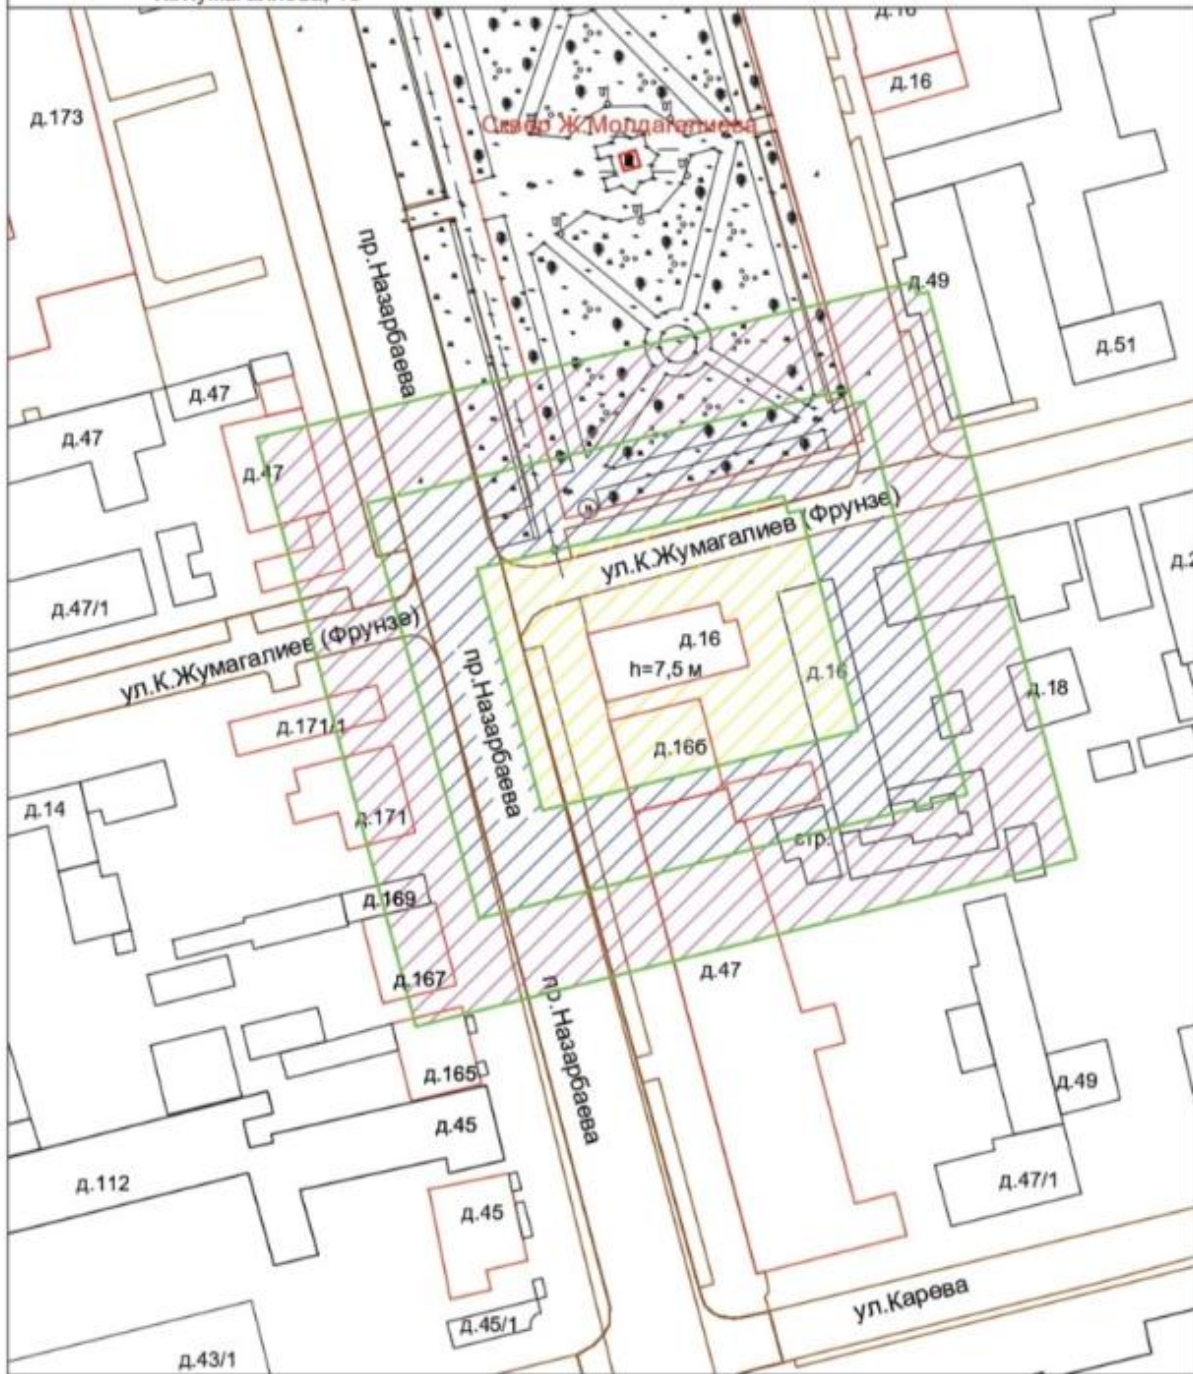 д.16
д.16
д.173
Сквер Ж.Молдагалиева
пр.Назарбаева
д.49
д.51
д.47
д.47
д.47
ул.К.Жумагалиев (Фрунзе)
д.47/1
ул.К.Жумагалиев (Фрунзе)
д.16
h=7,5 м
д.16
д.18
пр.Назарбаева
д.171/1
д.16б
д.14
д.171
стр.
д.169
д.167
д.47
пр.Назарбаева
д.165
д.49
д.45
д.112
д.47/1
д.45
ул.Карева
д.45/1
д.43/1